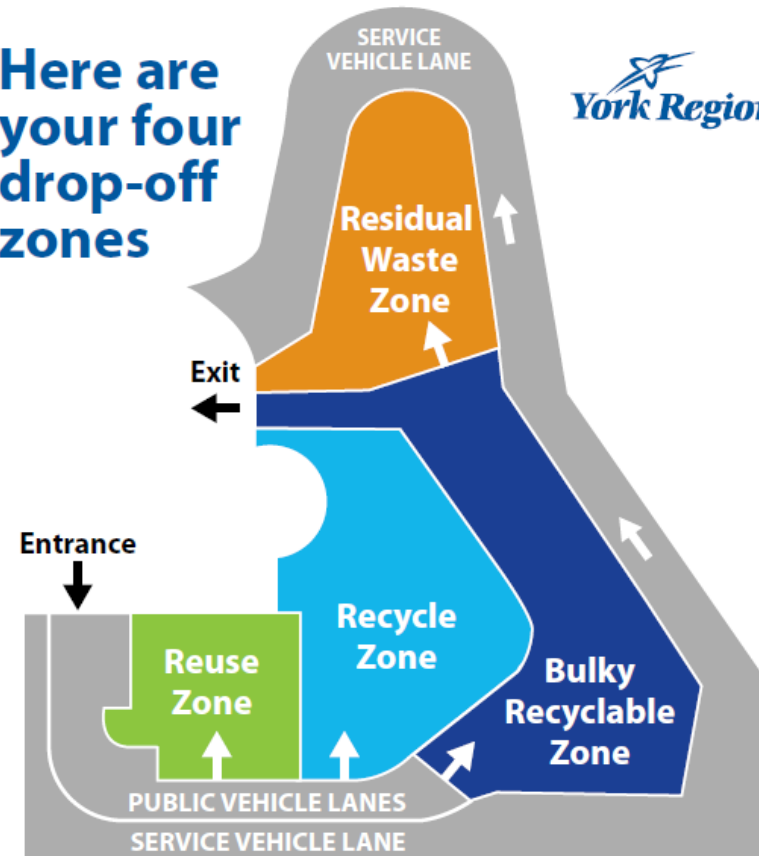 Here are
your four
drop-off
zones
SERVICE
VEHICLE LANE
York Region
Residual
Waste
Zone
Exit
Entrance
Reuse
Zone
Recycle
Zone
Bulky
Recyclable
Zone
PUBLIC VEHICLE LANES
SERVICE VEHICLE LANE